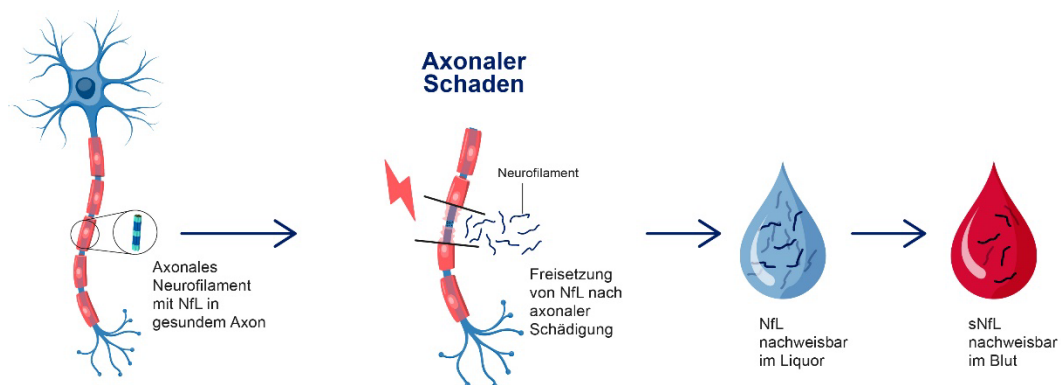 Axonaler
Schaden
Neurofilament
Axonales
Neurofilament
mit NfL in
gesundem Axon
Freisetzung
von NfL nach
axonaler
Schädigung
NfL
nachweisbar
im Liquor
sNfL
nachweisbar
im Blut